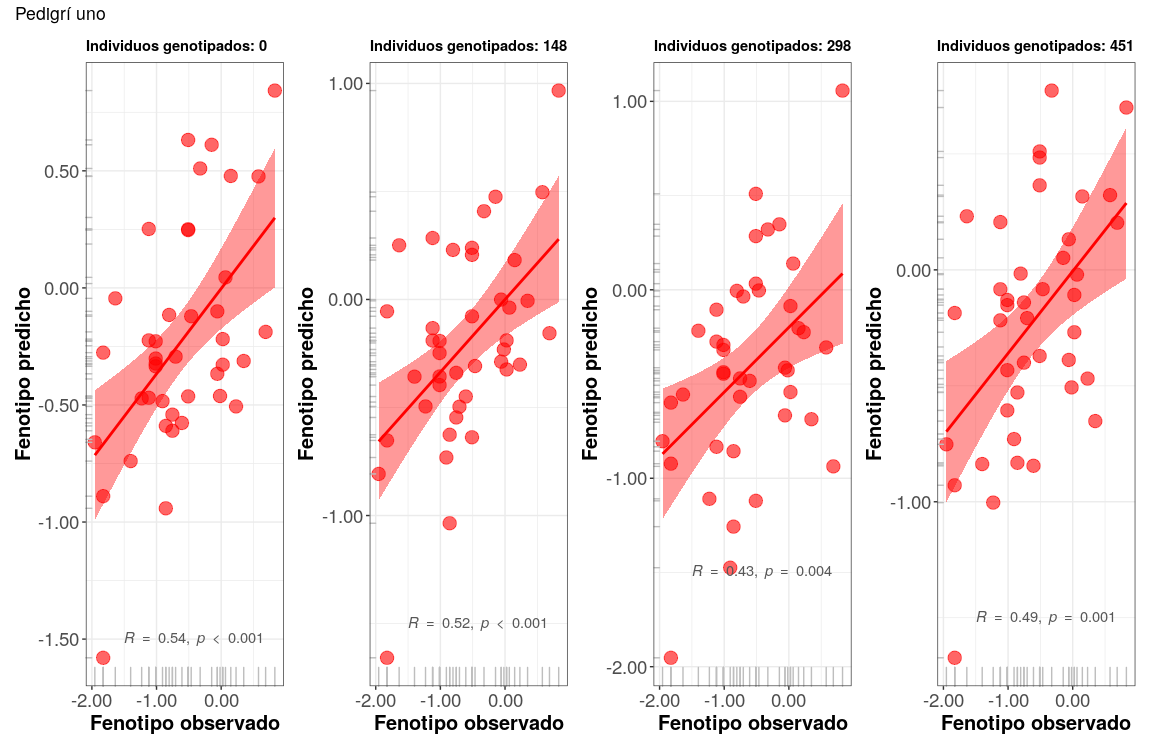 Pedigrí uno
Individuos genotipados: 0
Fenotipo predicho
0.50
0.00
-0.50
-1.00
-1.50
R = 0.54, p < 0.001
-2.00 -1.00 0.00
Fenotipo observado
Individuos genotipados: 148
Fenotipo predicho
1.00
0.00
-1.00
R = 0.52, p < 0.001
-2.00 -1.00 0.00
Fenotipo observado
Individuos genotipados: 298
Fenotipo predicho
1.00
0.00
-1.00
-2.00
R = 0.43, p = 0.004
-2.00 -1.00 0.00
Fenotipo observado
Individuos genotipados: 451
Fenotipo predicho
0.00
-1.00
R = 0.49, p = 0.001
-2.00 -1.00 0.00
Fenotipo observado